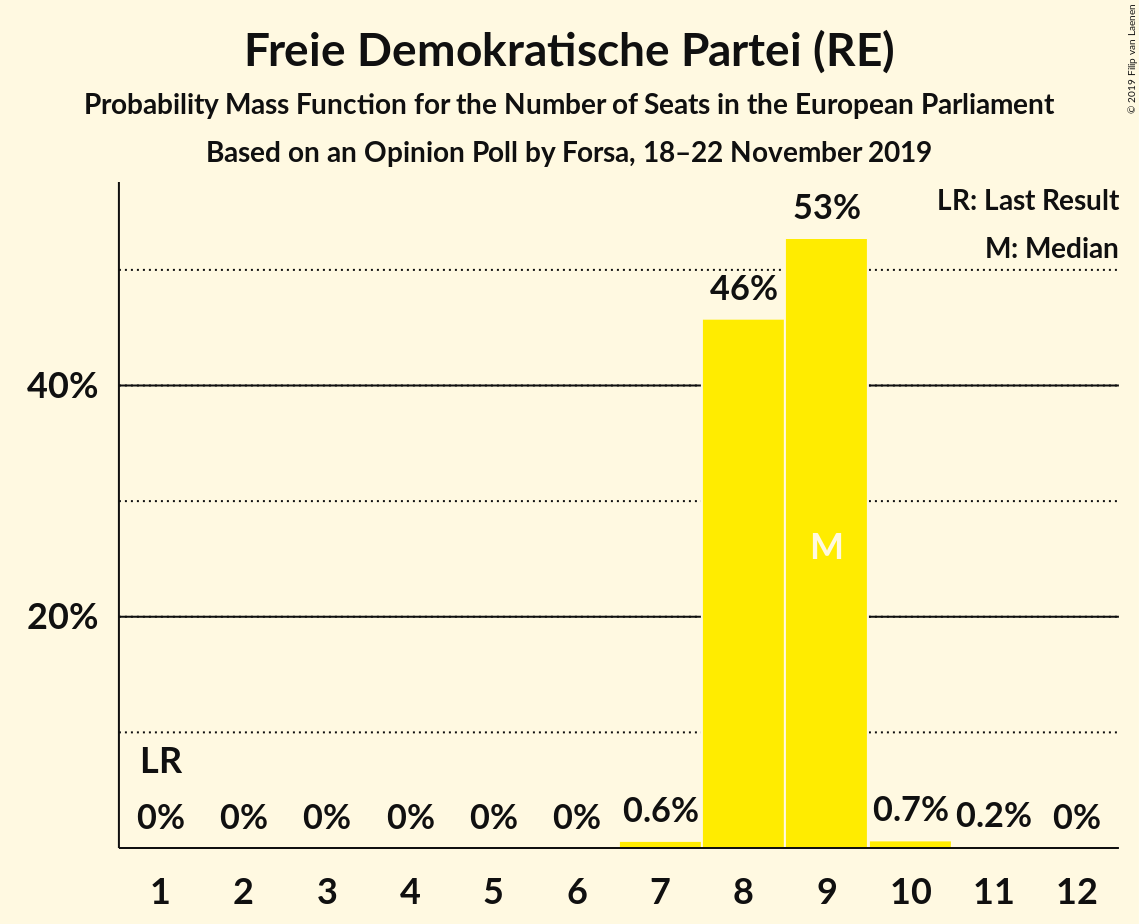 Freie Demokratische Partei (RE)
Probability Mass Function for the Number of Seats in the European Parliament
Based on an Opinion Poll by Forsa, 18–22 November 2019
© 2019 Filip van Laenen
LR: Last Result
M: Median
53%
46%
40%
M
20%
LR
0% 0% 0% 0% 0% 0% 0.6% 0.7% 0.2% 0%
1 2 3 4 5 6 7 8 9 10 11 12